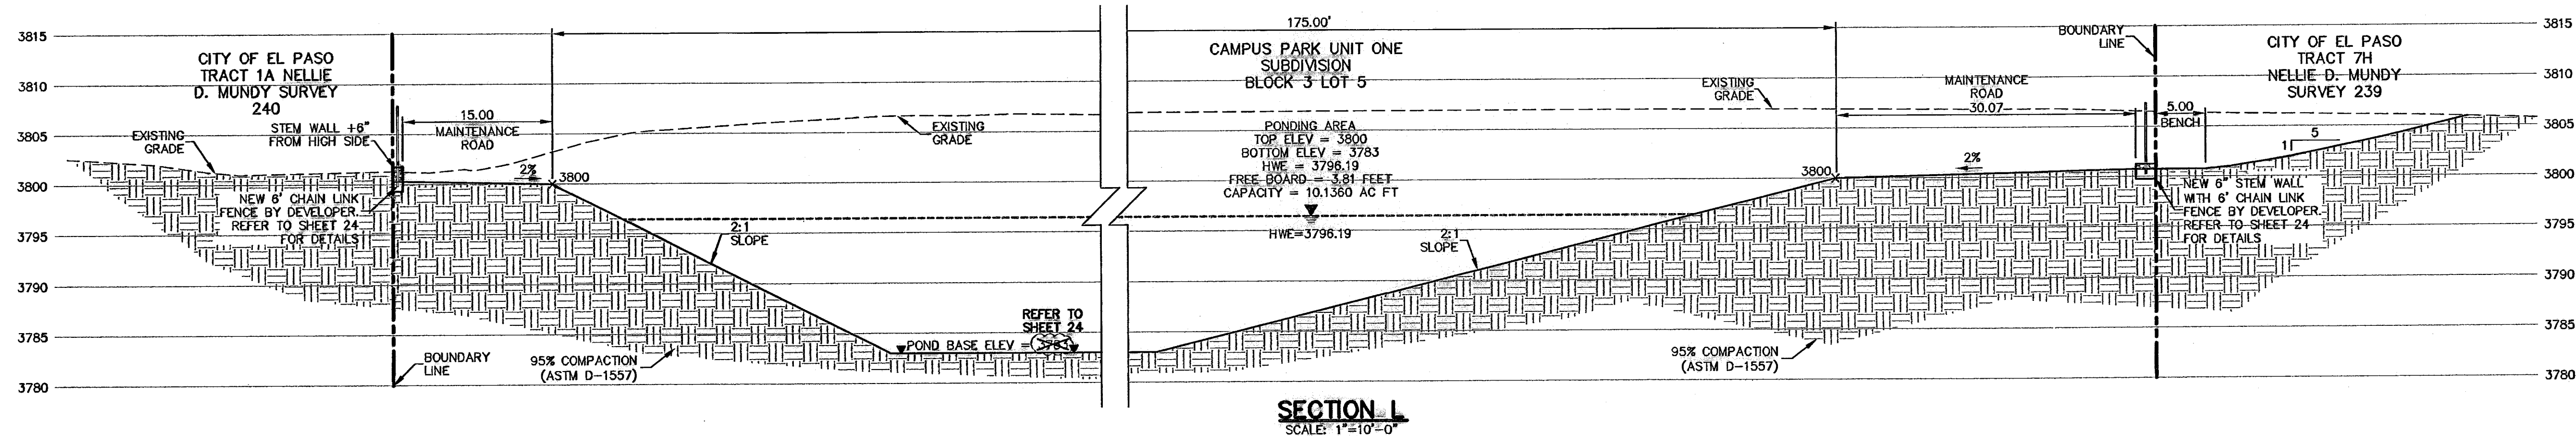 3815
3810
3805
3800
3795
3790
3785
3780
CITY OF EL PASO
TRACT 1A NELLIE
D. MUNDY SURVEY
240
EXISTING
GRADE
STEM WALL +6"
FROM HIGH SIDE
15.00
MAINTENANCE
ROAD
2%
3800
NEW 6' CHAIN LINK
FENCE BY DEVELOPER.
REFER TO SHEET 24
FOR DETAILS
BOUNDARY
LINE
2:1
SLOPE
95% COMPACTION
(ASTM D-1557)
EXISTING
GRADE
REFER TO
SHEET 24
POND BASE ELEV = 3783
175.00'
CAMPUS PARK UNIT ONE
SUBDIVISION
BLOCK 3 LOT 5
PONDING AREA
TOP ELEV = 3800
BOTTOM ELEV = 3783
HWE = 3796.19
FREE BOARD = 3.81 FEET
CAPACITY = 10.1360 AC FT
HWE=3796.19
2:1
SLOPE
EXISTING
GRADE
3800
MAINTENANCE
ROAD
30.07
2%
BOUNDARY
LINE
5.00
BENCH
5
1
CITY OF EL PASO
TRACT 7H
NELLIE D. MUNDY
SURVEY 239
NEW 6" STEM WALL
WITH 6' CHAIN LINK
FENCE BY DEVELOPER.
REFER TO SHEET 24
FOR DETAILS
95% COMPACTION
(ASTM D-1557)
3815
3810
3805
3800
3795
3790
3785
3780
SECTION L
SCALE: 1"=10'-0"